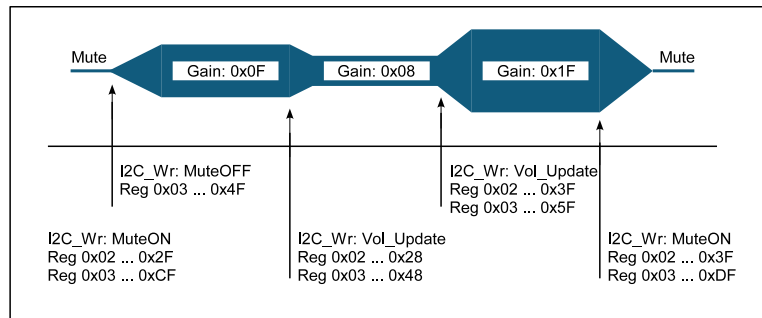 Mute
Gain: 0x0F
Gain: 0x08
Gain: 0x1F
Mute
I2C_Wr: MuteOFF
Reg 0x03 ... 0x4F
I2C_Wr: Vol_Update
Reg 0x02 ... 0x3F
Reg 0x03 ... 0x5F
I2C_Wr: MuteON
Reg 0x02 ... 0x2F
Reg 0x03 ... 0xCF
I2C_Wr: Vol_Update
Reg 0x02 ... 0x28
Reg 0x03 ... 0x48
I2C_Wr: MuteON
Reg 0x02 ... 0x3F
Reg 0x03 ... 0xDF